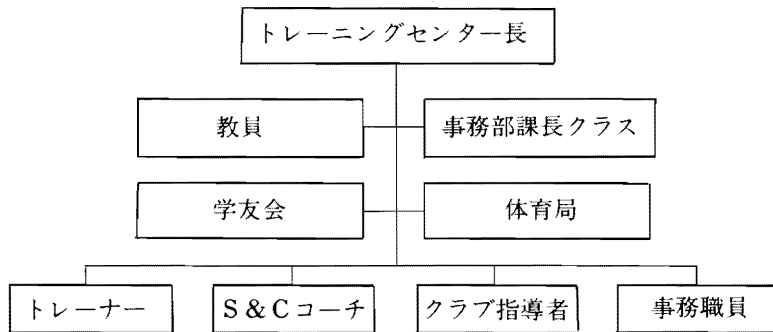 トレーニングセンター長
教員
事務部課長クラス
学友会
体育局
トレーナー
S&Cコーチ
クラブ指導者
事務職員